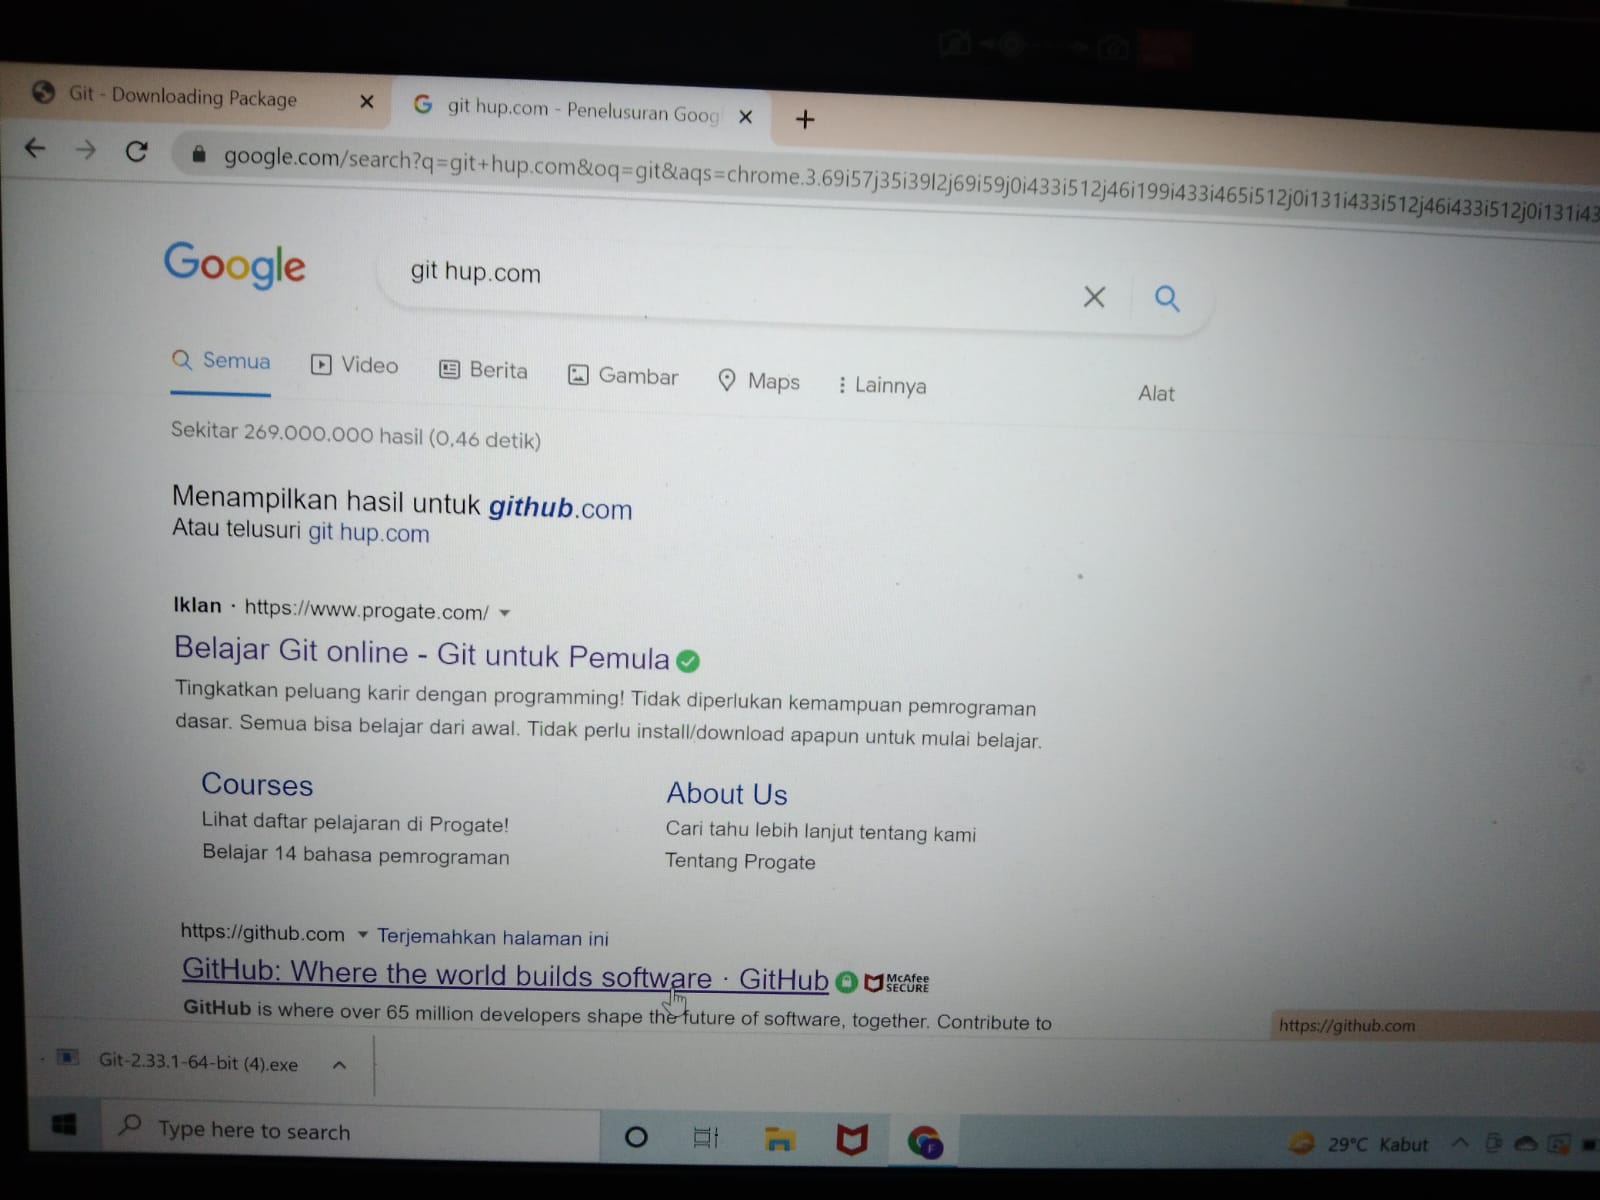 Git - Downloading Package
git hup.com - Penelusuran Goog
google.com/search?q=git+hup.com&oq=git&aqs=chrome.3.69i57j35i39l2j69i59j0i433i512j46i199i433i465i512j0i131i433i512j46i433i512j0i131i43
Google
git hup.com
Semua
Video
Berita
Gambar
Maps
Lainnya
Alat
Sekitar 269.000.000 hasil (0,46 detik)
Menampilkan hasil untuk github.com
Atau telusuri git hup.com
Iklan · https://www.progate.com/
Belajar Git online - Git untuk Pemula
Tingkatkan peluang karir dengan programming! Tidak diperlukan kemampuan pemrograman
dasar. Semua bisa belajar dari awal. Tidak perlu install/download apapun untuk mulai belajar.
Courses
Lihat daftar pelajaran di Progate!
Belajar 14 bahasa pemrograman
About Us
Cari tahu lebih lanjut tentang kami
Tentang Progate
https://github.com
Terjemahkan halaman ini
GitHub: Where the world builds software · GitHub
McAfee
SECURE
GitHub is where over 65 million developers shape the future of software, together. Contribute to
https://github.com
Git-2.33.1-64-bit (4).exe
Type here to search
F
29°C Kabut